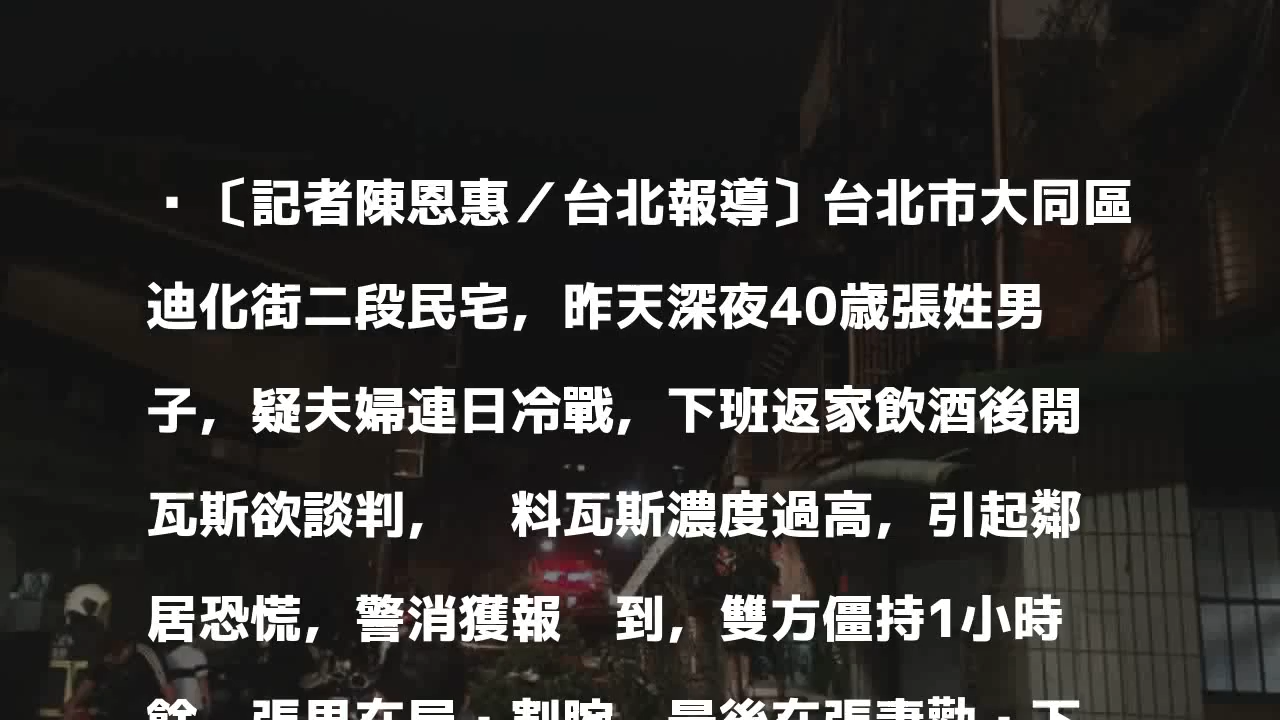 ▪〔記者陳恩惠／台北報導〕台北市大同區
迪化街二段民宅，昨天深夜40歲張姓男
子，疑夫婦連日冷戰，下班返家飲酒後開
瓦斯欲談判，　料瓦斯濃度過高，引起鄰
居恐慌，警消獲報　到，雙方僵持1小時